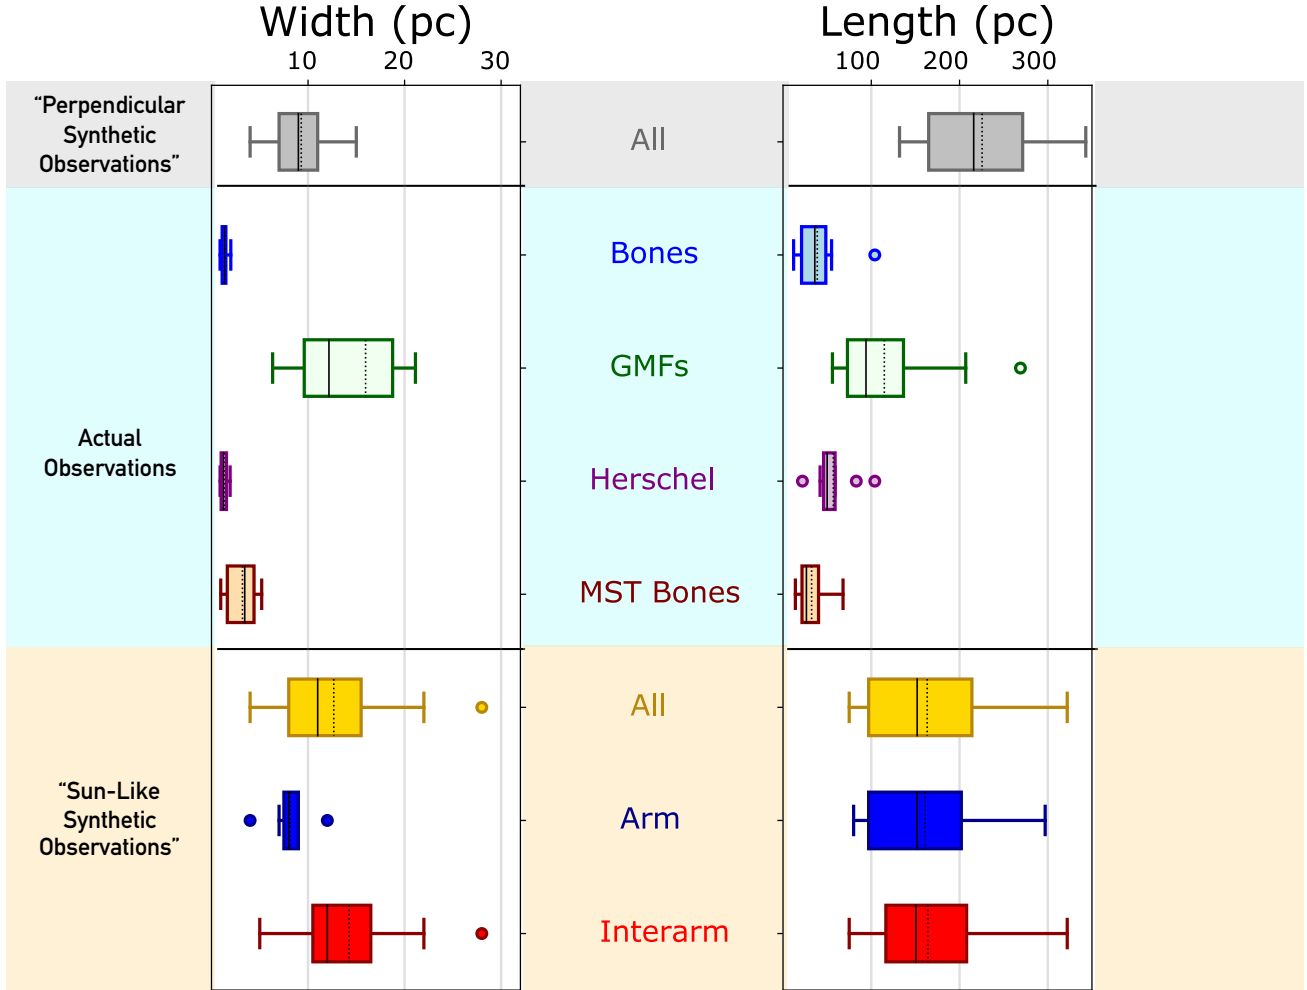 Width (pc)
Length (pc)
10 20 30
100 200 300
“Perpendicular
Synthetic
Observations”
All
Bones
GMFs
Actual
Observations
Herschel
MST Bones
All
“Sun-Like
Synthetic
Observations”
Arm
Interarm